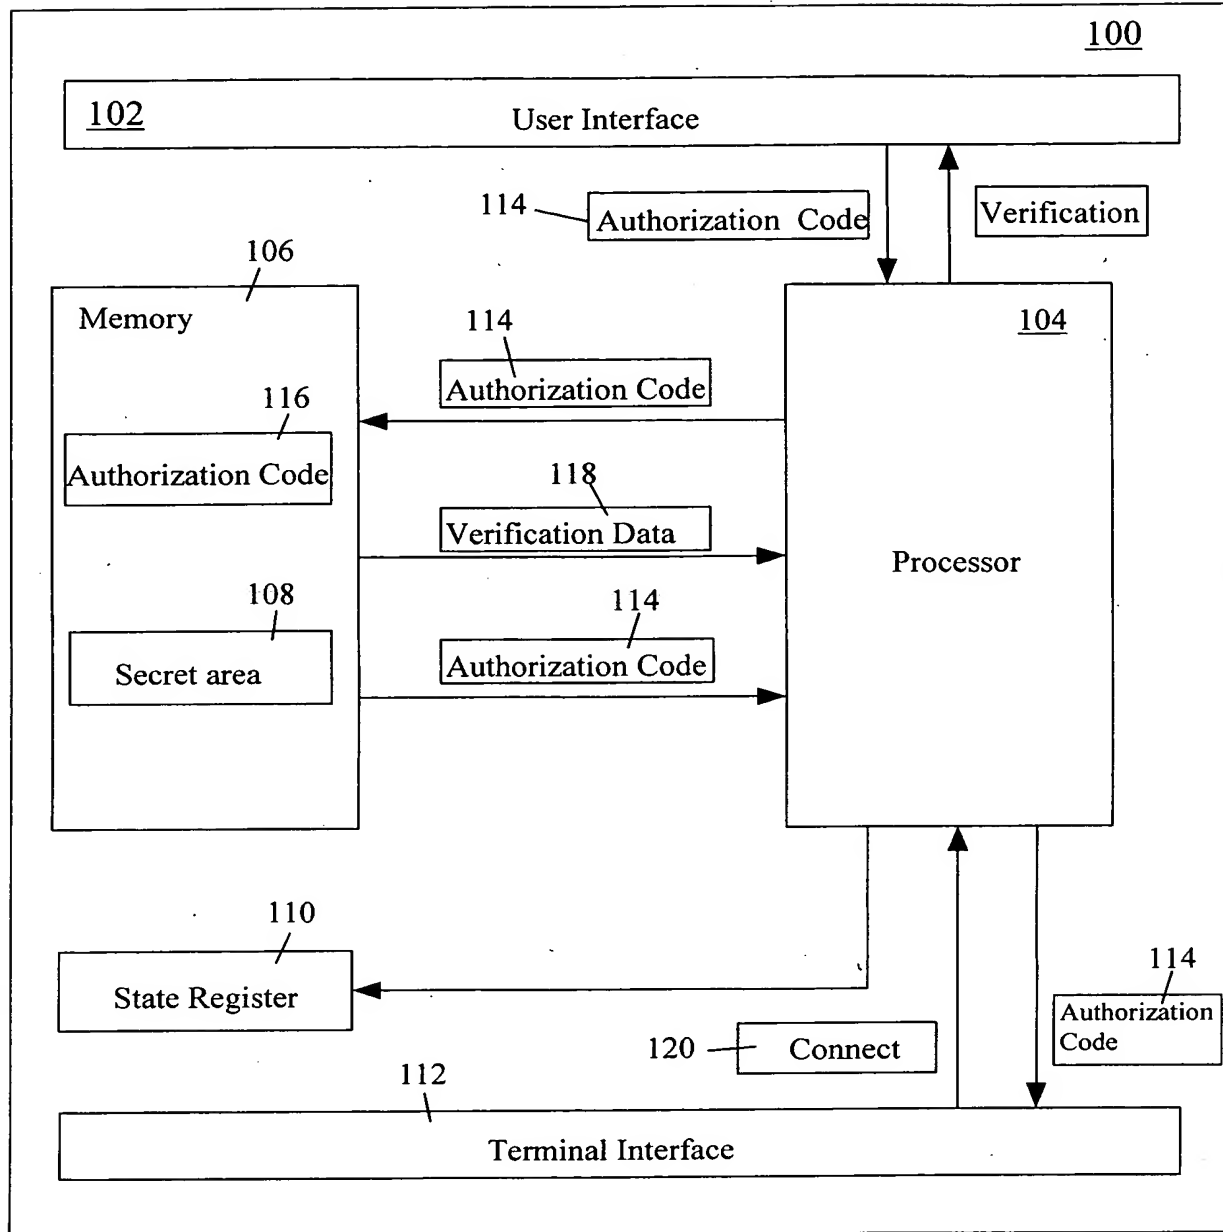 100
102
User Interface
114
Authorization Code
Verification
106
Memory
104
114
Authorization Code
116
Authorization Code
118
Verification Data
Processor
108
Secret area
114
Authorization Code
110
State Register
114
Authorization
Code
120
Connect
112
Terminal Interface